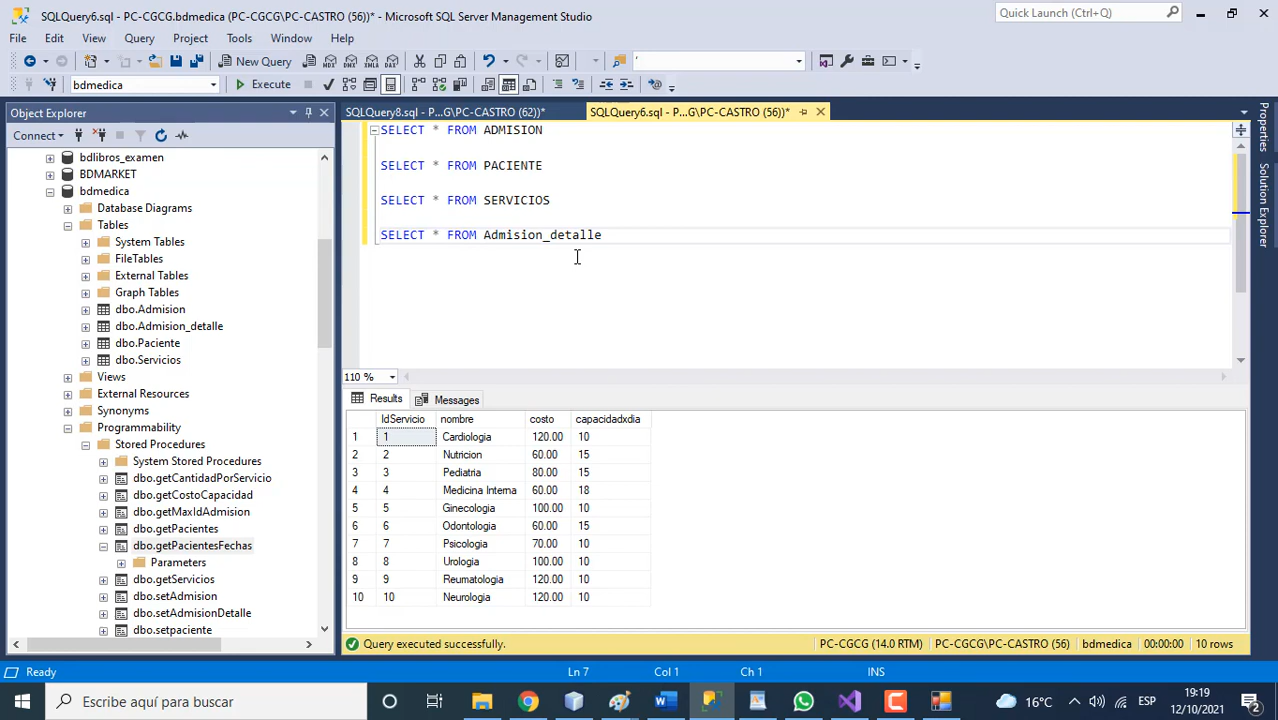 SQLQuery6.sql - PC-CGCG.bdmedica (PC-CGCG\PC-CASTRO (56))* - Microsoft SQL Server Management Studio
Quick Launch (Ctrl+Q)
File Edit View Query Project Tools Window Help
New Query
bdmedica
Execute
Object Explorer
SQLQuery8.sql - P...G\PC-CASTRO (62))*
SQLQuery6.sql - P...G\PC-CASTRO (56))*
Connect
bdlibros_examen
BDMARKET
bdmedica
Database Diagrams
Tables
System Tables
FileTables
External Tables
Graph Tables
dbo.Admision
dbo.Admision_detalle
dbo.Paciente
dbo.Servicios
Views
External Resources
Synonyms
Programmability
Stored Procedures
System Stored Procedures
dbo.getCantidadPorServicio
dbo.getCostoCapacidad
dbo.getMaxIdAdmision
dbo.getPacientes
dbo.getPacientesFechas
Parameters
dbo.getServicios
dbo.setAdmision
dbo.setAdmisionDetalle
dbo.setpaciente
SELECT * FROM ADMISION
SELECT * FROM PACIENTE
SELECT * FROM SERVICIOS
SELECT * FROM Admision_detalle
110 %
Results Messages
IdServicio nombre costo capacidadxdia
1 1 Cardiologia 120.00 10
2 2 Nutricion 60.00 15
3 3 Pediatria 80.00 15
4 4 Medicina Interna 60.00 18
5 5 Ginecologia 100.00 10
6 6 Odontologia 60.00 15
7 7 Psicologia 70.00 10
8 8 Urologia 100.00 10
9 9 Reumatologia 120.00 10
10 10 Neurologia 120.00 10
Query executed successfully.
PC-CGCG (14.0 RTM) PC-CGCG\PC-CASTRO (56) bdmedica 00:00:00 10 rows
Properties
Solution Explorer
Ready Ln 7 Col 1 Ch 1 INS
Escribe aquí para buscar
16°C
ESP
19:19
12/10/2021
2